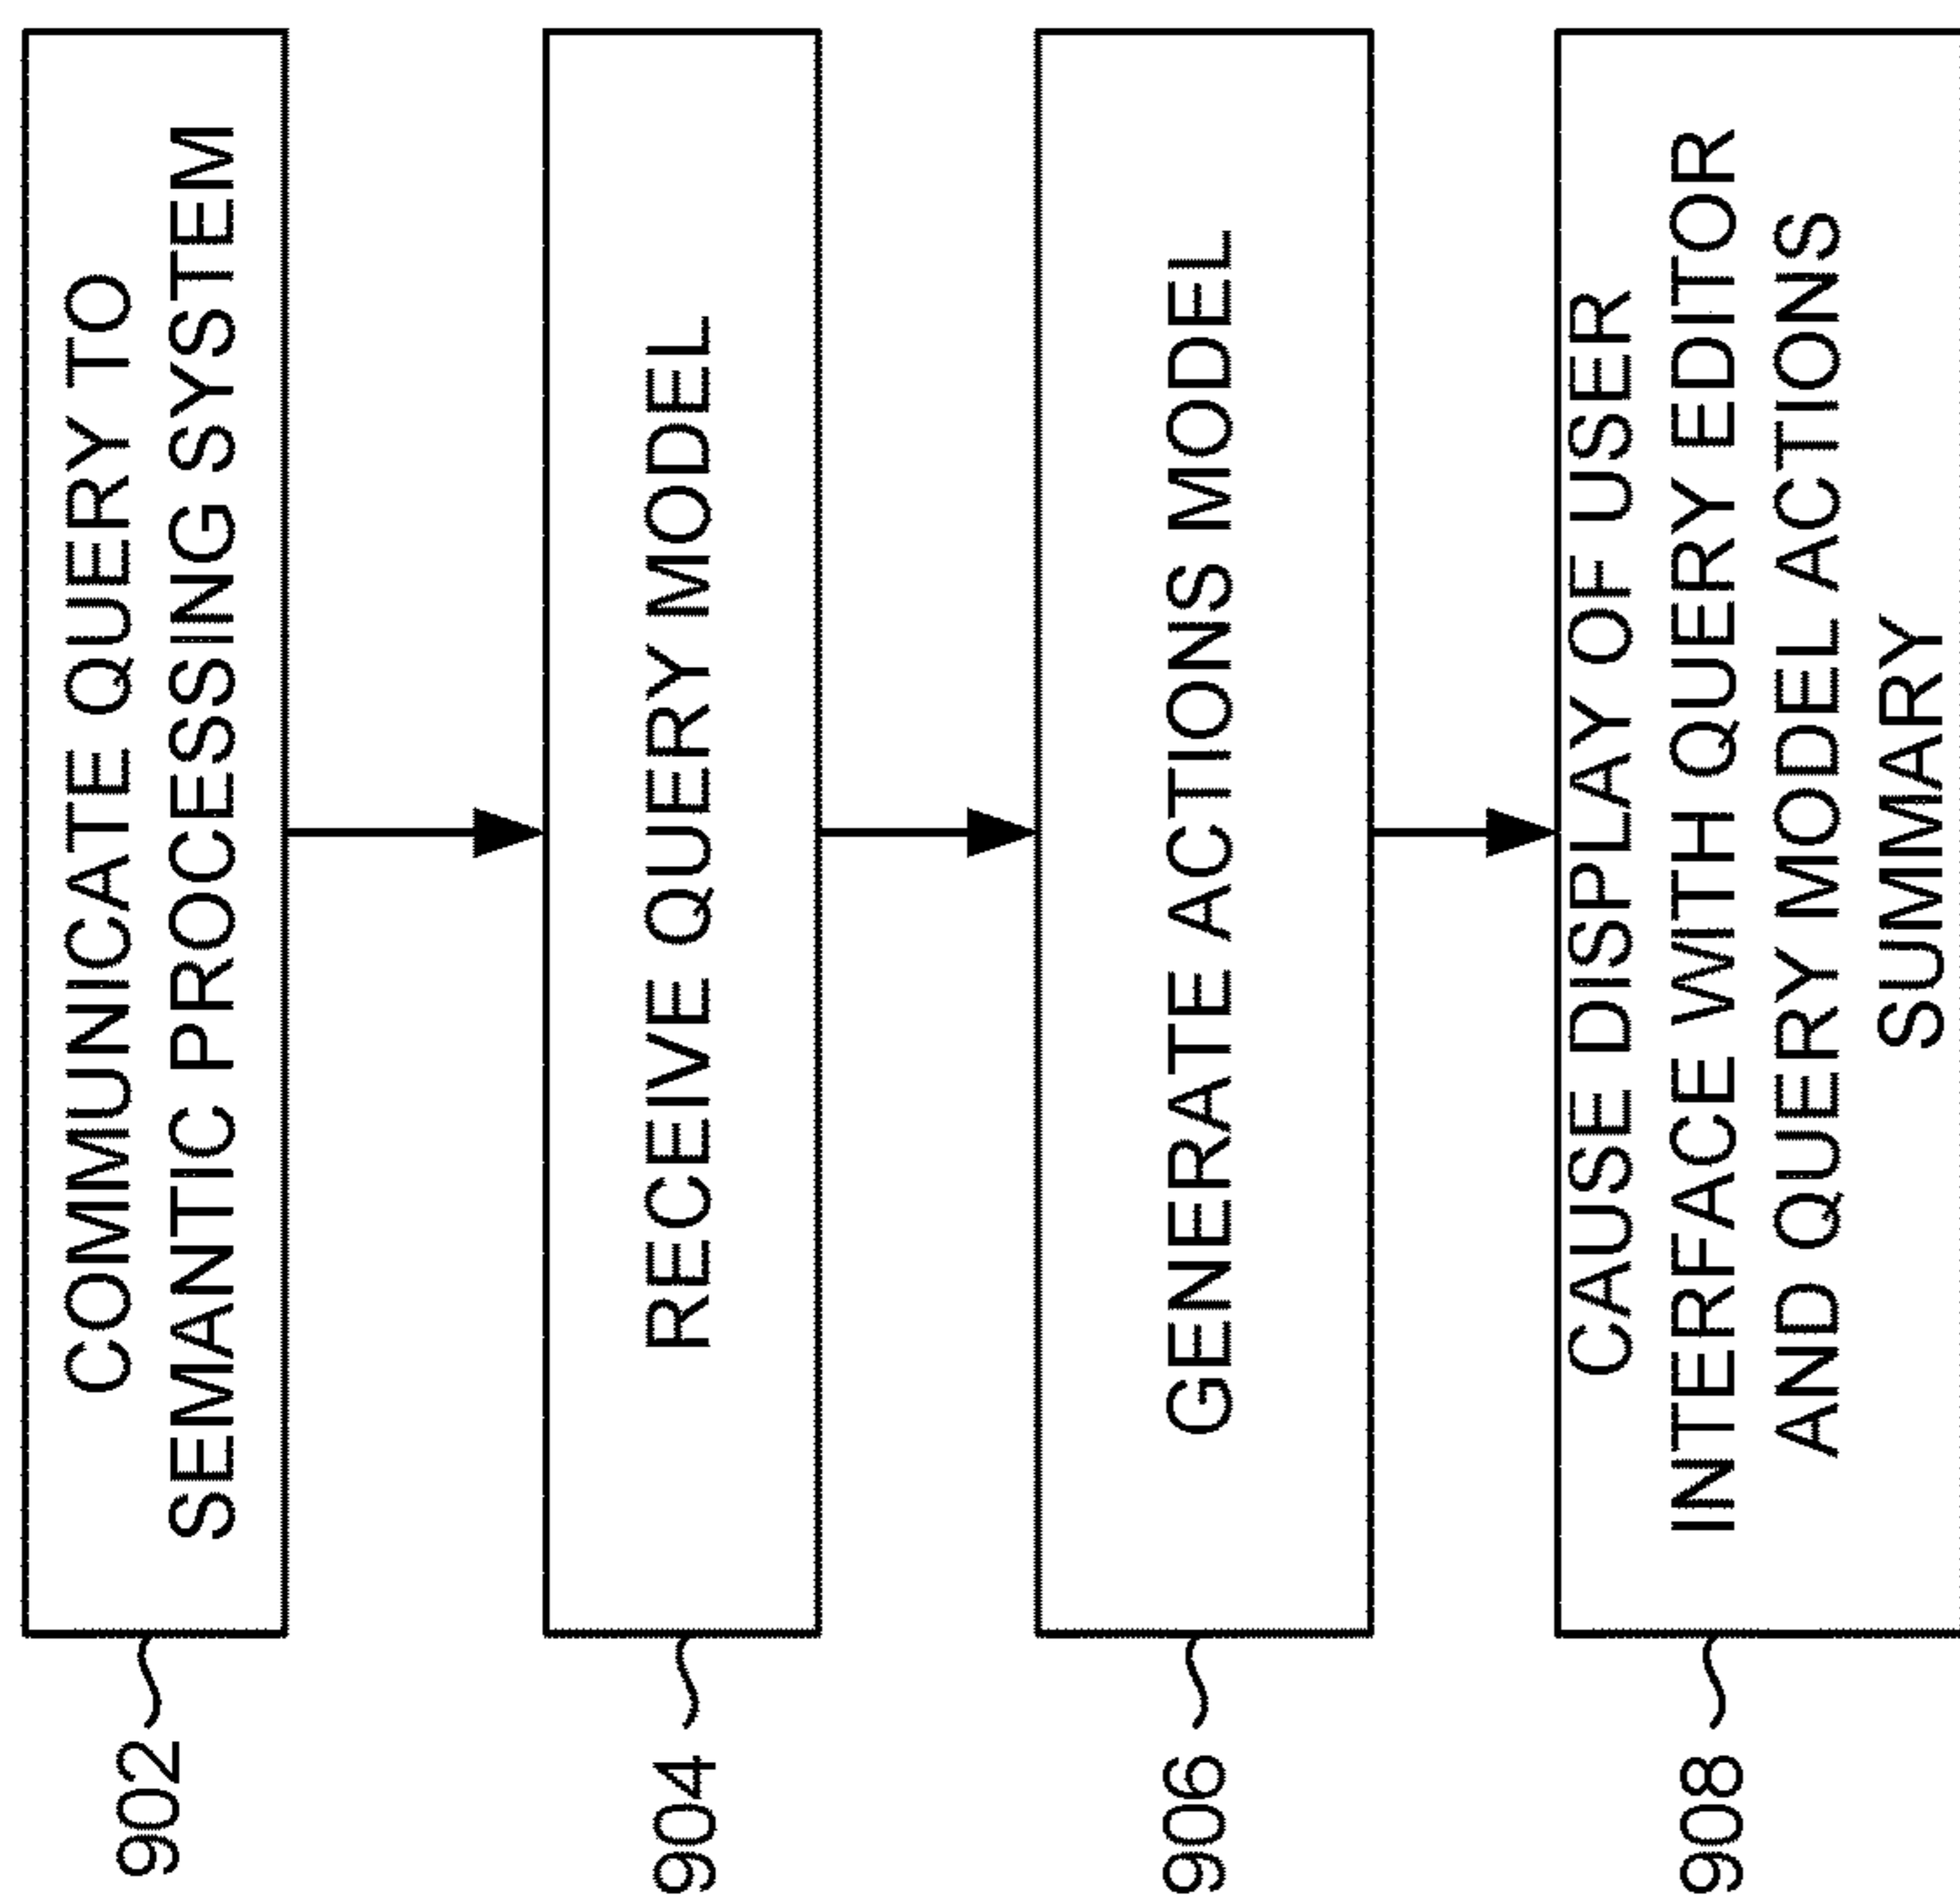 902
COMMUNICATE QUERY TO
SEMANTIC PROCESSING SYSTEM
904
RECEIVE QUERY MODEL
906
GENERATE ACTIONS MODEL
908
CAUSE DISPLAY OF USER
INTERFACE WITH QUERY EDITOR
AND QUERY MODEL ACTIONS
SUMMARY